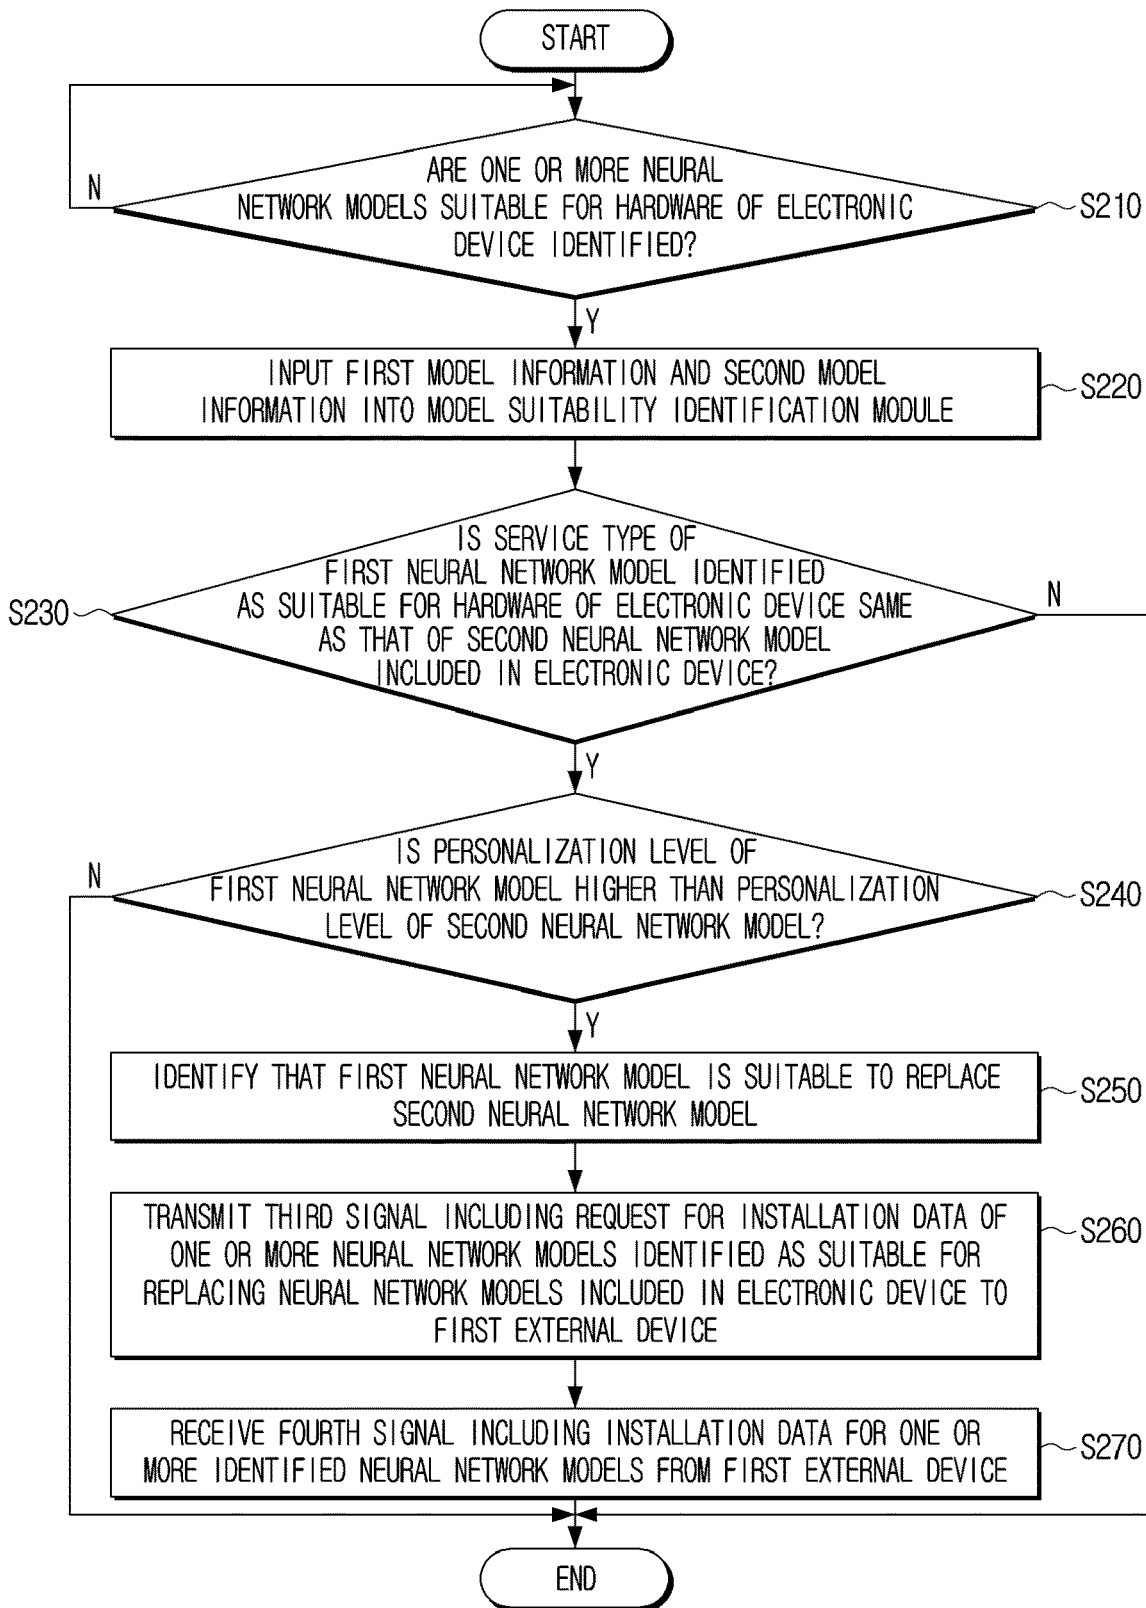 START
ARE ONE OR MORE NEURAL
NETWORK MODELS SUITABLE FOR HARDWARE OF ELECTRONIC
DEVICE IDENTIFIED?
N
S210
Y
INPUT FIRST MODEL INFORMATION AND SECOND MODEL
INFORMATION INTO MODEL SUITABILITY IDENTIFICATION MODULE
S220
IS SERVICE TYPE OF
FIRST NEURAL NETWORK MODEL IDENTIFIED
AS SUITABLE FOR HARDWARE OF ELECTRONIC DEVICE SAME
AS THAT OF SECOND NEURAL NETWORK MODEL
INCLUDED IN ELECTRONIC DEVICE?
S230
N
Y
IS PERSONALIZATION LEVEL OF
FIRST NEURAL NETWORK MODEL HIGHER THAN PERSONALIZATION
LEVEL OF SECOND NEURAL NETWORK MODEL?
N
S240
Y
IDENTIFY THAT FIRST NEURAL NETWORK MODEL IS SUITABLE TO REPLACE
SECOND NEURAL NETWORK MODEL
S250
TRANSMIT THIRD SIGNAL INCLUDING REQUEST FOR INSTALLATION DATA OF
ONE OR MORE NEURAL NETWORK MODELS IDENTIFIED AS SUITABLE FOR
REPLACING NEURAL NETWORK MODELS INCLUDED IN ELECTRONIC DEVICE TO
FIRST EXTERNAL DEVICE
S260
RECEIVE FOURTH SIGNAL INCLUDING INSTALLATION DATA FOR ONE OR
MORE IDENTIFIED NEURAL NETWORK MODELS FROM FIRST EXTERNAL DEVICE
S270
END